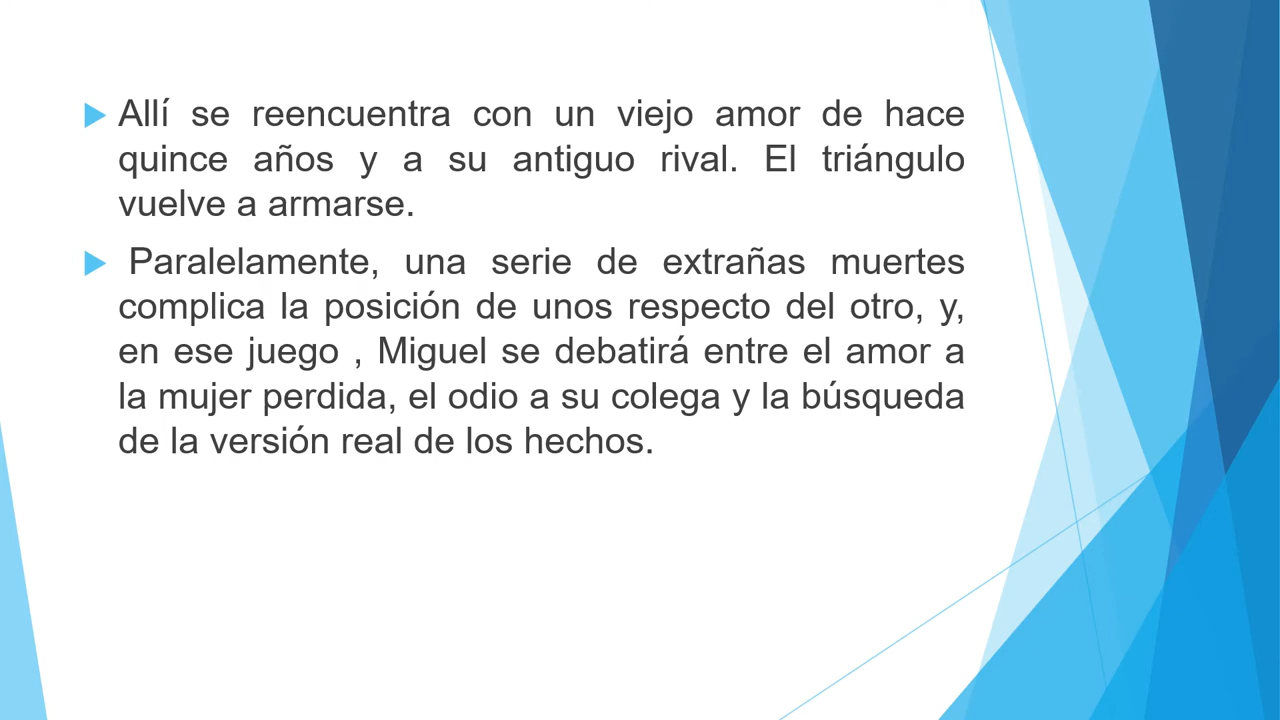 Allí se reencuentra con un viejo amor de hace
quince años y a su antiguo rival. El triángulo
vuelve a armarse.
Paralelamente, una serie de extrañas muertes
complica la posición de unos respecto del otro, y,
en ese juego , Miguel se debatirá entre el amor a
la mujer perdida, el odio a su colega y la búsqueda
de la versión real de los hechos.